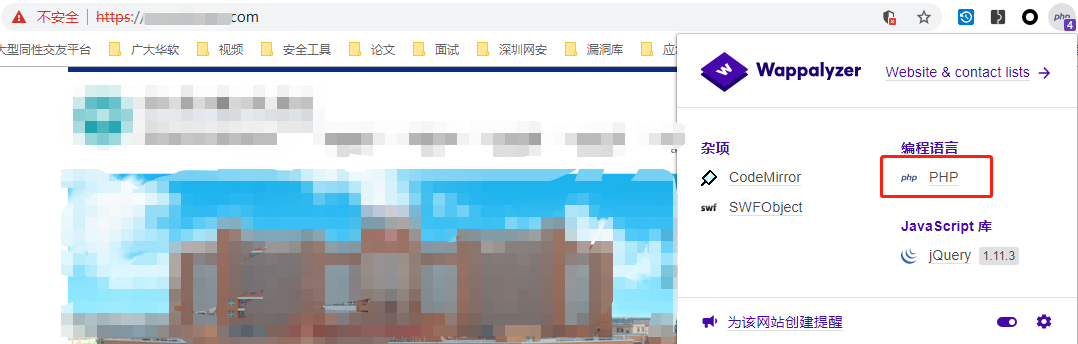 不安全 https:// com
php 4
大型同性交友平台 广大华软 视频 安全工具 论文 面试 深圳网安 漏洞库
Wappalyzer Website & contact lists
杂项
CodeMirror
swf SWFObject
编程语言
php PHP
JavaScript 库
jQuery 1.11.3
为该网站创建提醒